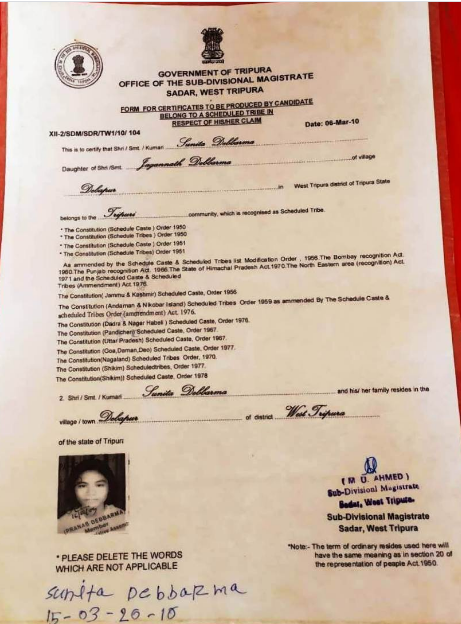 GOVERNMENT OF TRIPURA
OFFICE OF THE SUB-DIVISIONAL MAGISTRATE
SADAR, WEST TRIPURA
FORM FOR CERTIFICATES TO BE PRODUCED BY CANDIDATE
BELONG TO A SCHEDULED TRIBE IN
RESPECT OF HIS/HER CLAIM
XII-2/SDM/SDR/TW1/10/ 104
Date: 06-Mar-10
This is to certify that Shri / Smt. / Kumari Sunita Debbarma
Daughter of Shri /Smt. Jagannath Debbarma of village
Debapur in West Tripura district of Tripura State
belongs to the Tripuri community, which is recognised as Scheduled Tribe.
* The Constitution (Schedule Caste ) Order 1950
* The Constitution (Schedule Tribes ) Order 1950
* The Constitution (Schedule Caste ) Order 1951
* The Constitution (Schedule Tribes) Order 1951
As ammended by the Schedule Caste & Scheduled Tribes list Modification Order , 1956.The Bombay recognition Act.
1960.The Punjab recognition Act. 1966.The State of Himachal Pradesh Act,1970.The North Eastern area (recognition) Act.
1971 and the Scheduled Caste & Scheduled
Tribes (Ammendment) Act.1976.
The Constitution( Jammu & Kashmir) Scheduled Caste, Order 1956
The Constitution (Andaman & Nikobar Island) Scheduled Tribes Order 1959 as ammended By The Schedule Caste &
scheduled Tribes Order (amendment) Act, 1976.
The Constitution (Dadra & Nagar Habeli ) Scheduled Caste, Order 1976.
The Constitution (Pandicheri) Scheduled Caste, Order 1967.
The Constitution (Uttar Pradesh) Scheduled Caste, Order 1967.
The Constitution (Goa,Deman,Deo) Scheduled Caste, Order 1977.
The Constitution(Nagaland) Scheduled Tribes Order, 1970.
The Constitution (Shikim) Scheduledtribes, Order 1977.
The Constitution(Shikim)) Scheduled Caste, Order 1978
2. Shri / Smt. / Kumari Sunita Debbarma and his/ her family resides in the
village / town Debapur of district West Tripura
of the state of Tripuri
(PRANAB DEBBARMA)
Member
( M U. AHMED )
Sub-Divisionl Magistrate
Sadar, West Tripura.
Sub-Divisional Magistrate
Sadar, West Tripura
* PLEASE DELETE THE WORDS
WHICH ARE NOT APPLICABLE
*Note:- The term of ordinary resides used here will
have the same meaning as in section 20 of
the representation of people Act.1950.
sunita Debbarma
15-03-20-10